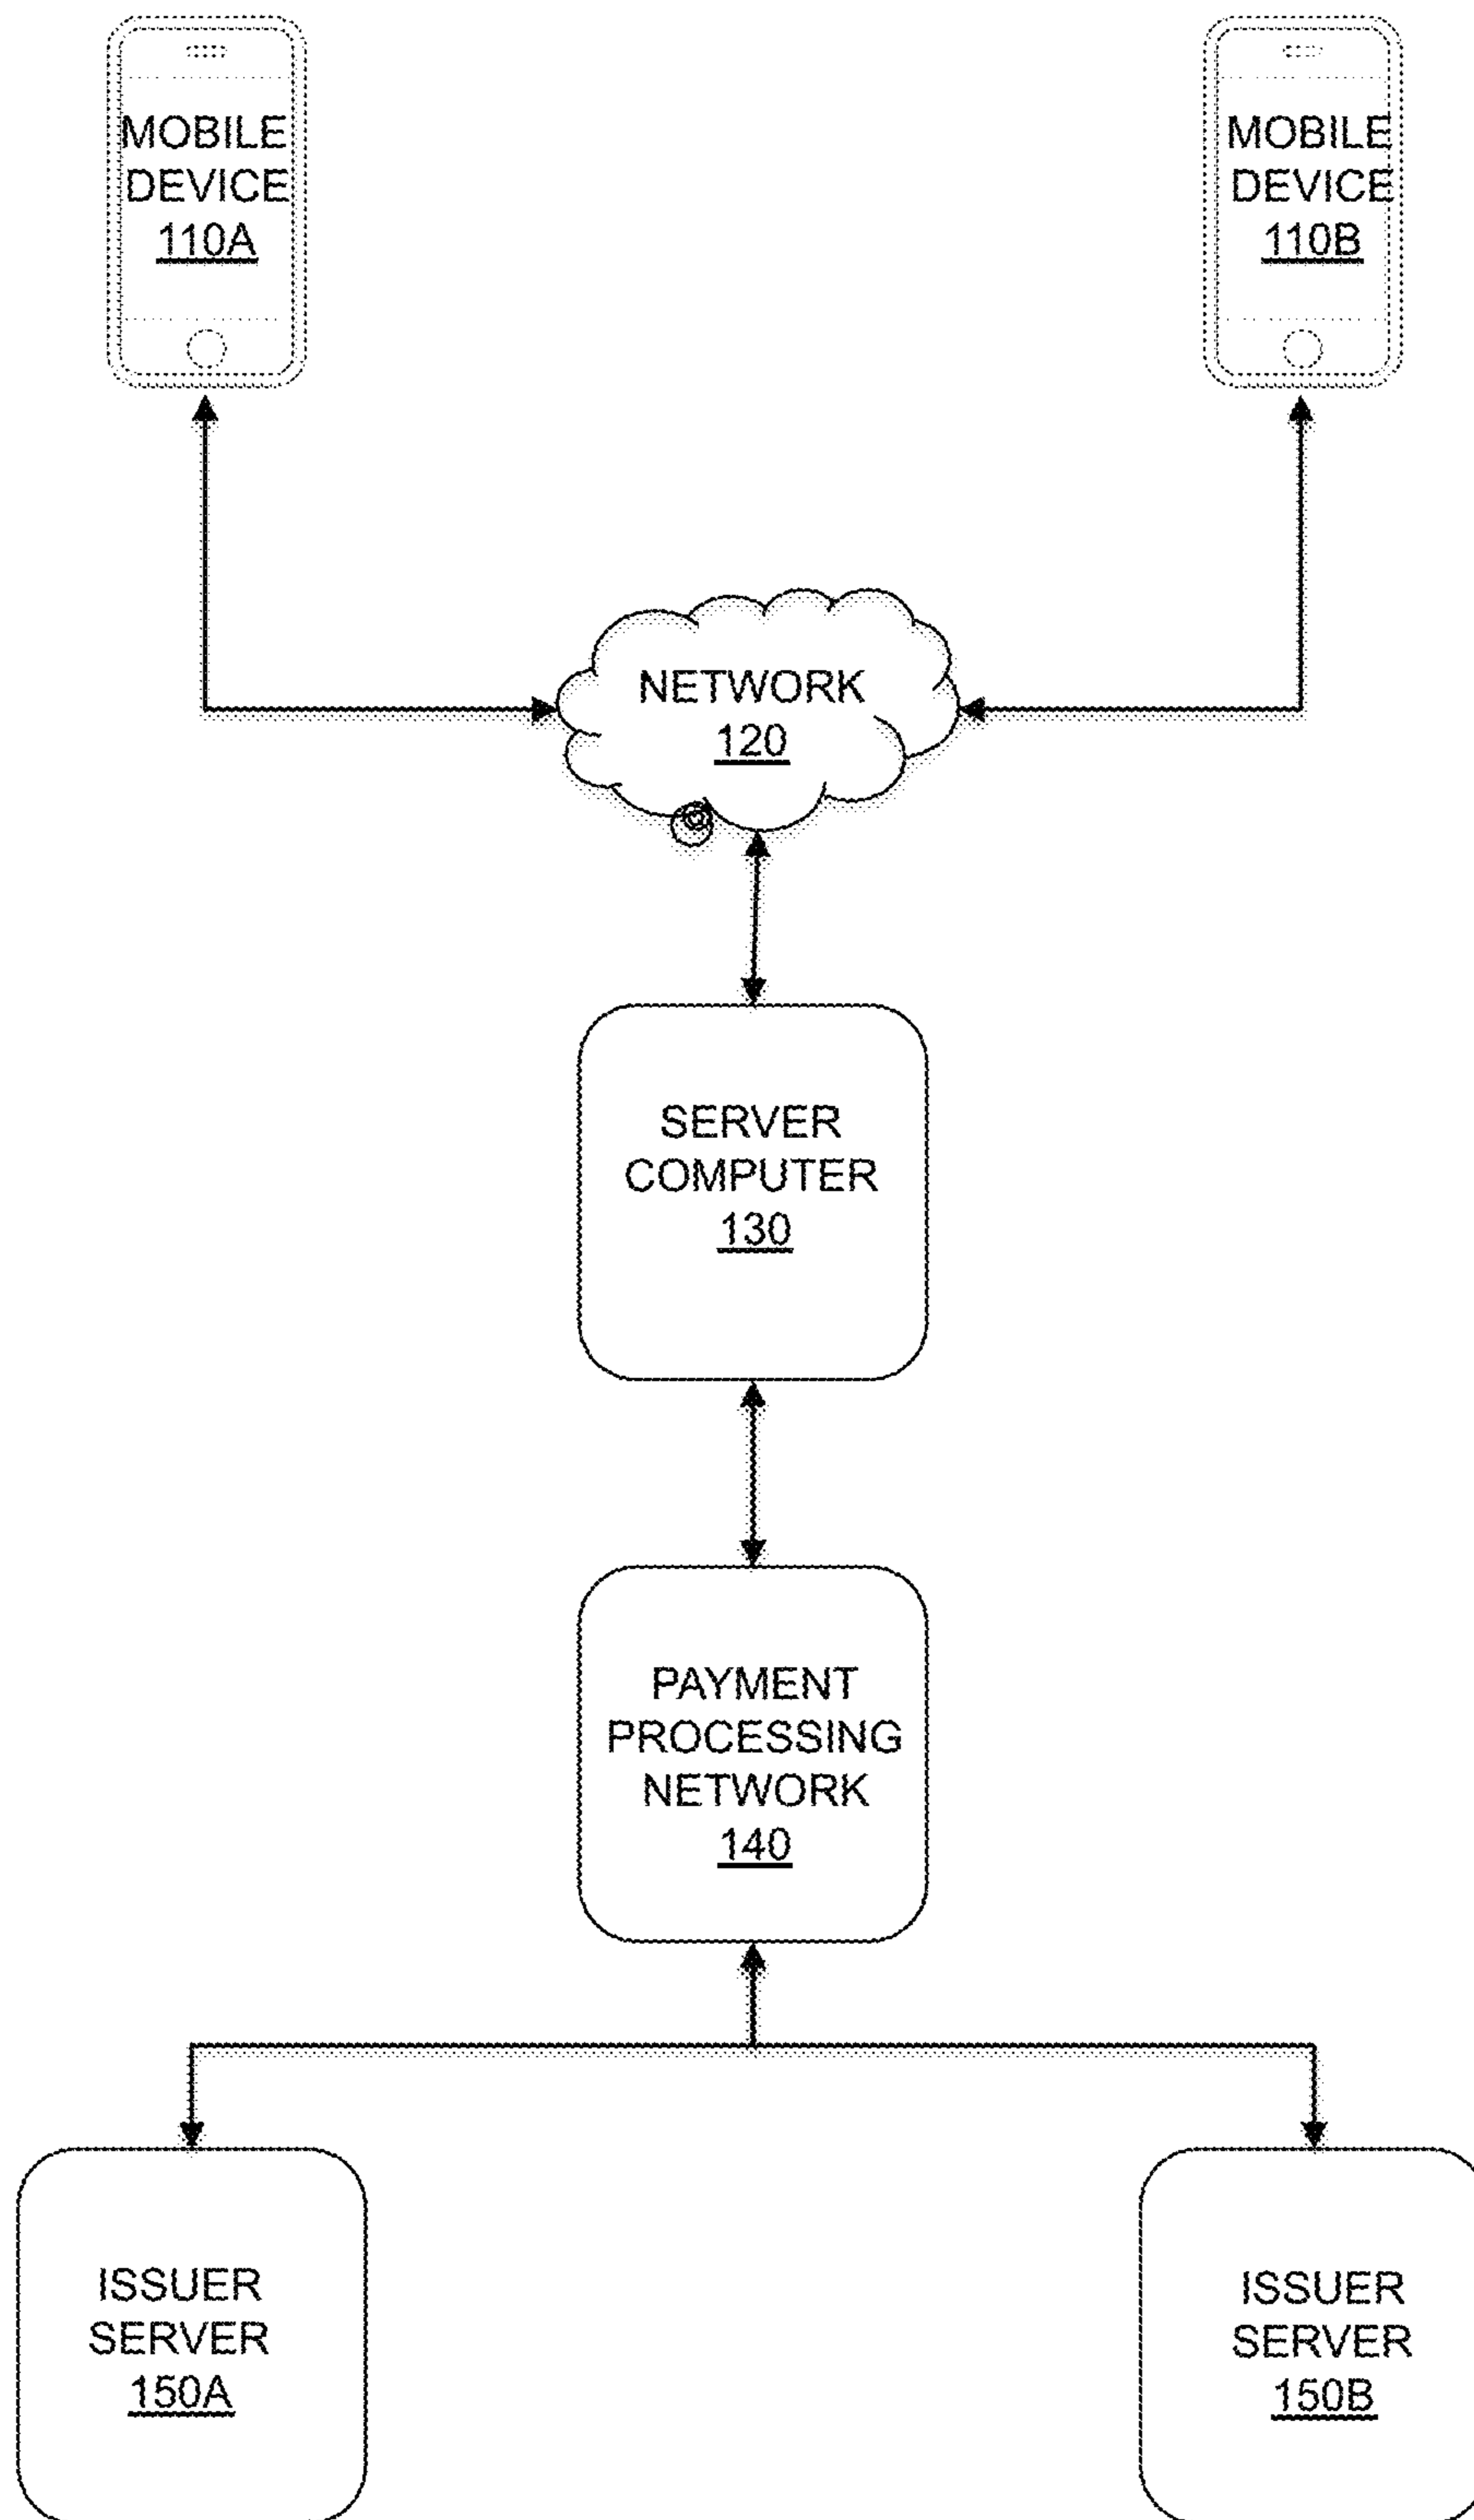 MOBILE
DEVICE
110A
MOBILE
DEVICE
110B
NETWORK
120
SERVER
COMPUTER
130
PAYMENT
PROCESSING
NETWORK
140
ISSUER
SERVER
150A
ISSUER
SERVER
150B